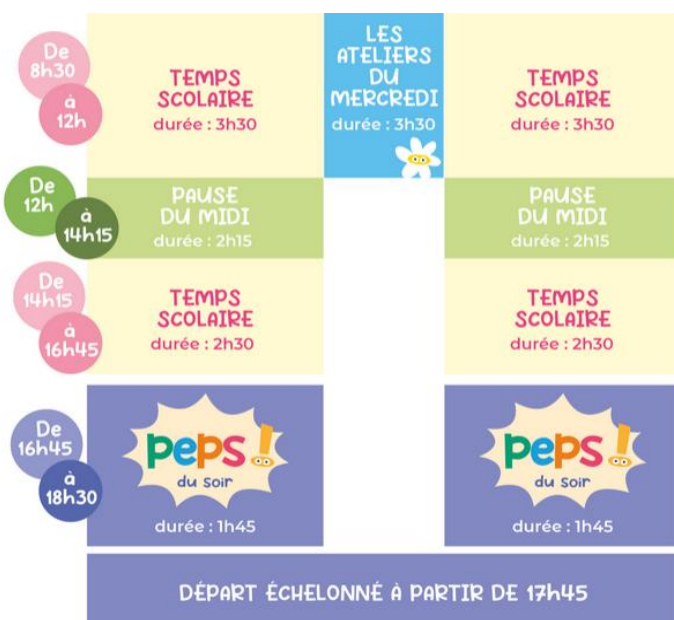 De
8h30
à
12h
TEMPS
SCOLAIRE
durée : 3h30
LES
ATELIERS
DU
MERCREDI
durée : 3h30
TEMPS
SCOLAIRE
durée : 3h30
De
12h
à
14h15
PAUSE
DU MIDI
durée : 2h15
PAUSE
DU MIDI
durée : 2h15
De
14h15
à
16h45
TEMPS
SCOLAIRE
durée : 2h30
TEMPS
SCOLAIRE
durée : 2h30
De
16h45
à
18h30
peps!
du soir
durée : 1h45
peps!
du soir
durée : 1h45
DÉPART ÉCHELONNÉ À PARTIR DE 17h45